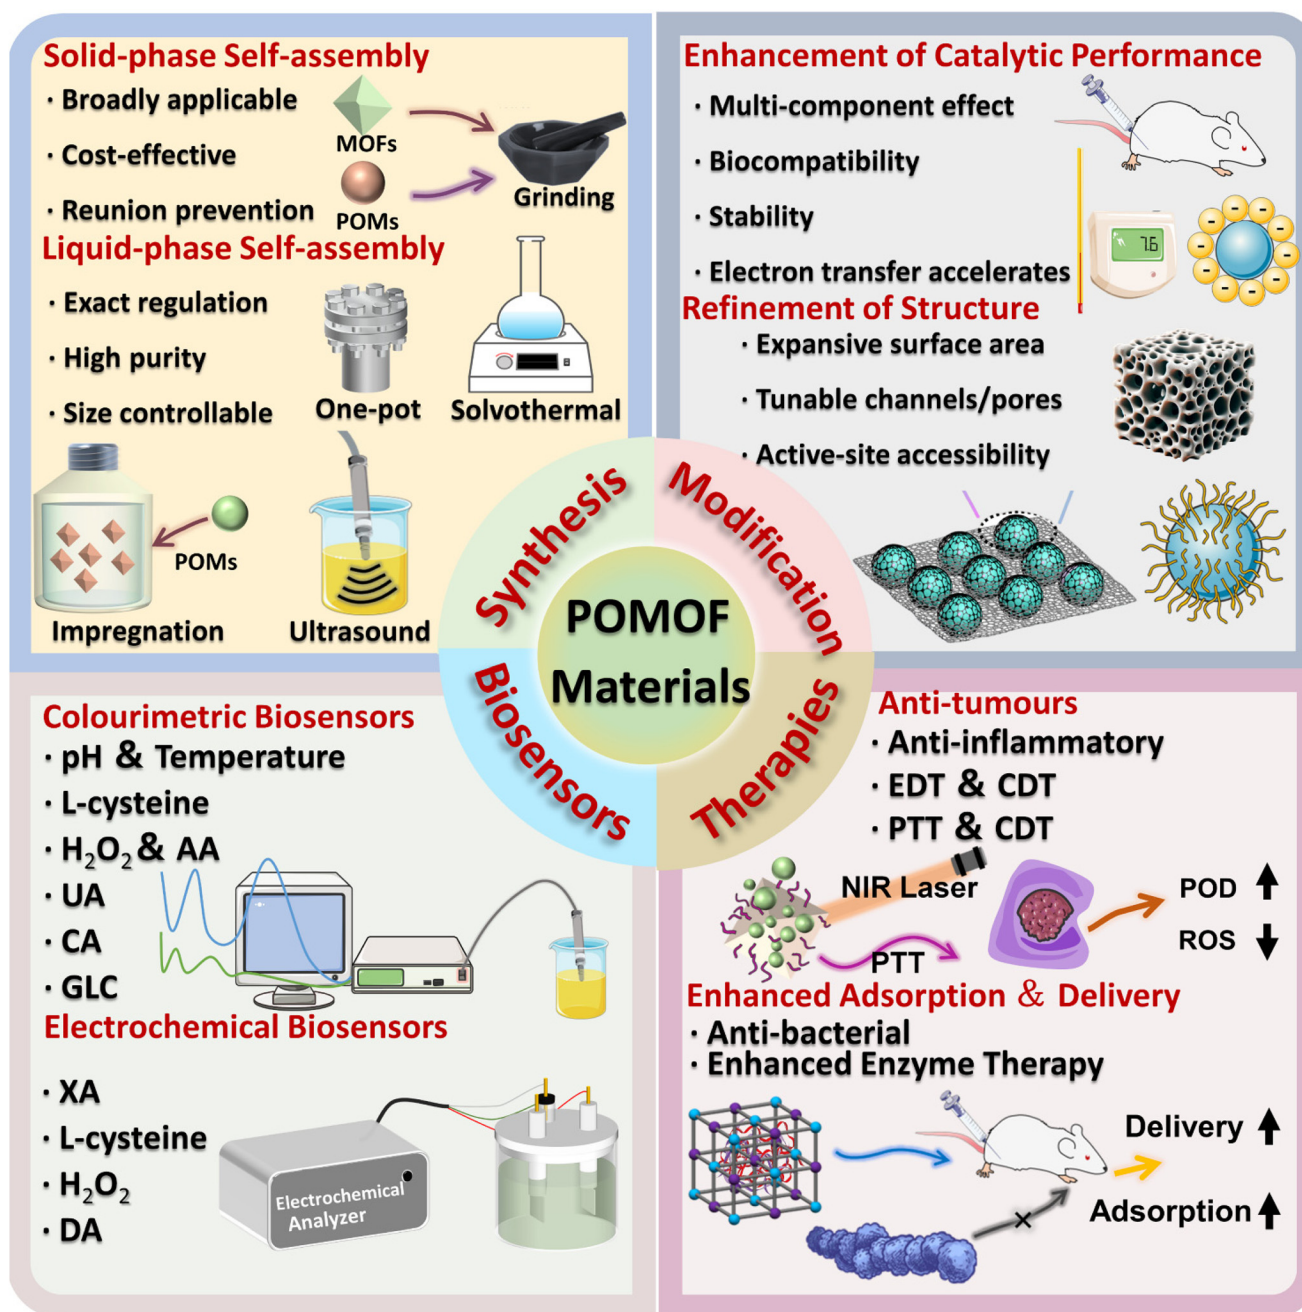 Solid-phase Self-assembly
· Broadly applicable
· Cost-effective
· Reunion prevention
MOFs
POMs
Grinding
Liquid-phase Self-assembly
· Exact regulation
· High purity
· Size controllable
One-pot
Solvothermal
POMs
Impregnation
Ultrasound
Enhancement of Catalytic Performance
· Multi-component effect
· Biocompatibility
· Stability
· Electron transfer accelerates
7.6
- - - - - - - - - - -
Refinement of Structure
· Expansive surface area
· Tunable channels/pores
· Active-site accessibility
Synthesis
Modification
Biosensors
Therapies
POMOF
Materials
Colourimetric Biosensors
· pH & Temperature
· L-cysteine
· H₂O₂ & AA
· UA
· CA
· GLC
Electrochemical Biosensors
· XA
· L-cysteine
· H₂O₂
· DA
Electrochemical
Analyzer
Anti-tumours
· Anti-inflammatory
· EDT & CDT
· PTT & CDT
NIR Laser
PTT
POD ↑
ROS ↓
Enhanced Adsorption & Delivery
· Anti-bacterial
· Enhanced Enzyme Therapy
Delivery ↑
×
Adsorption ↑